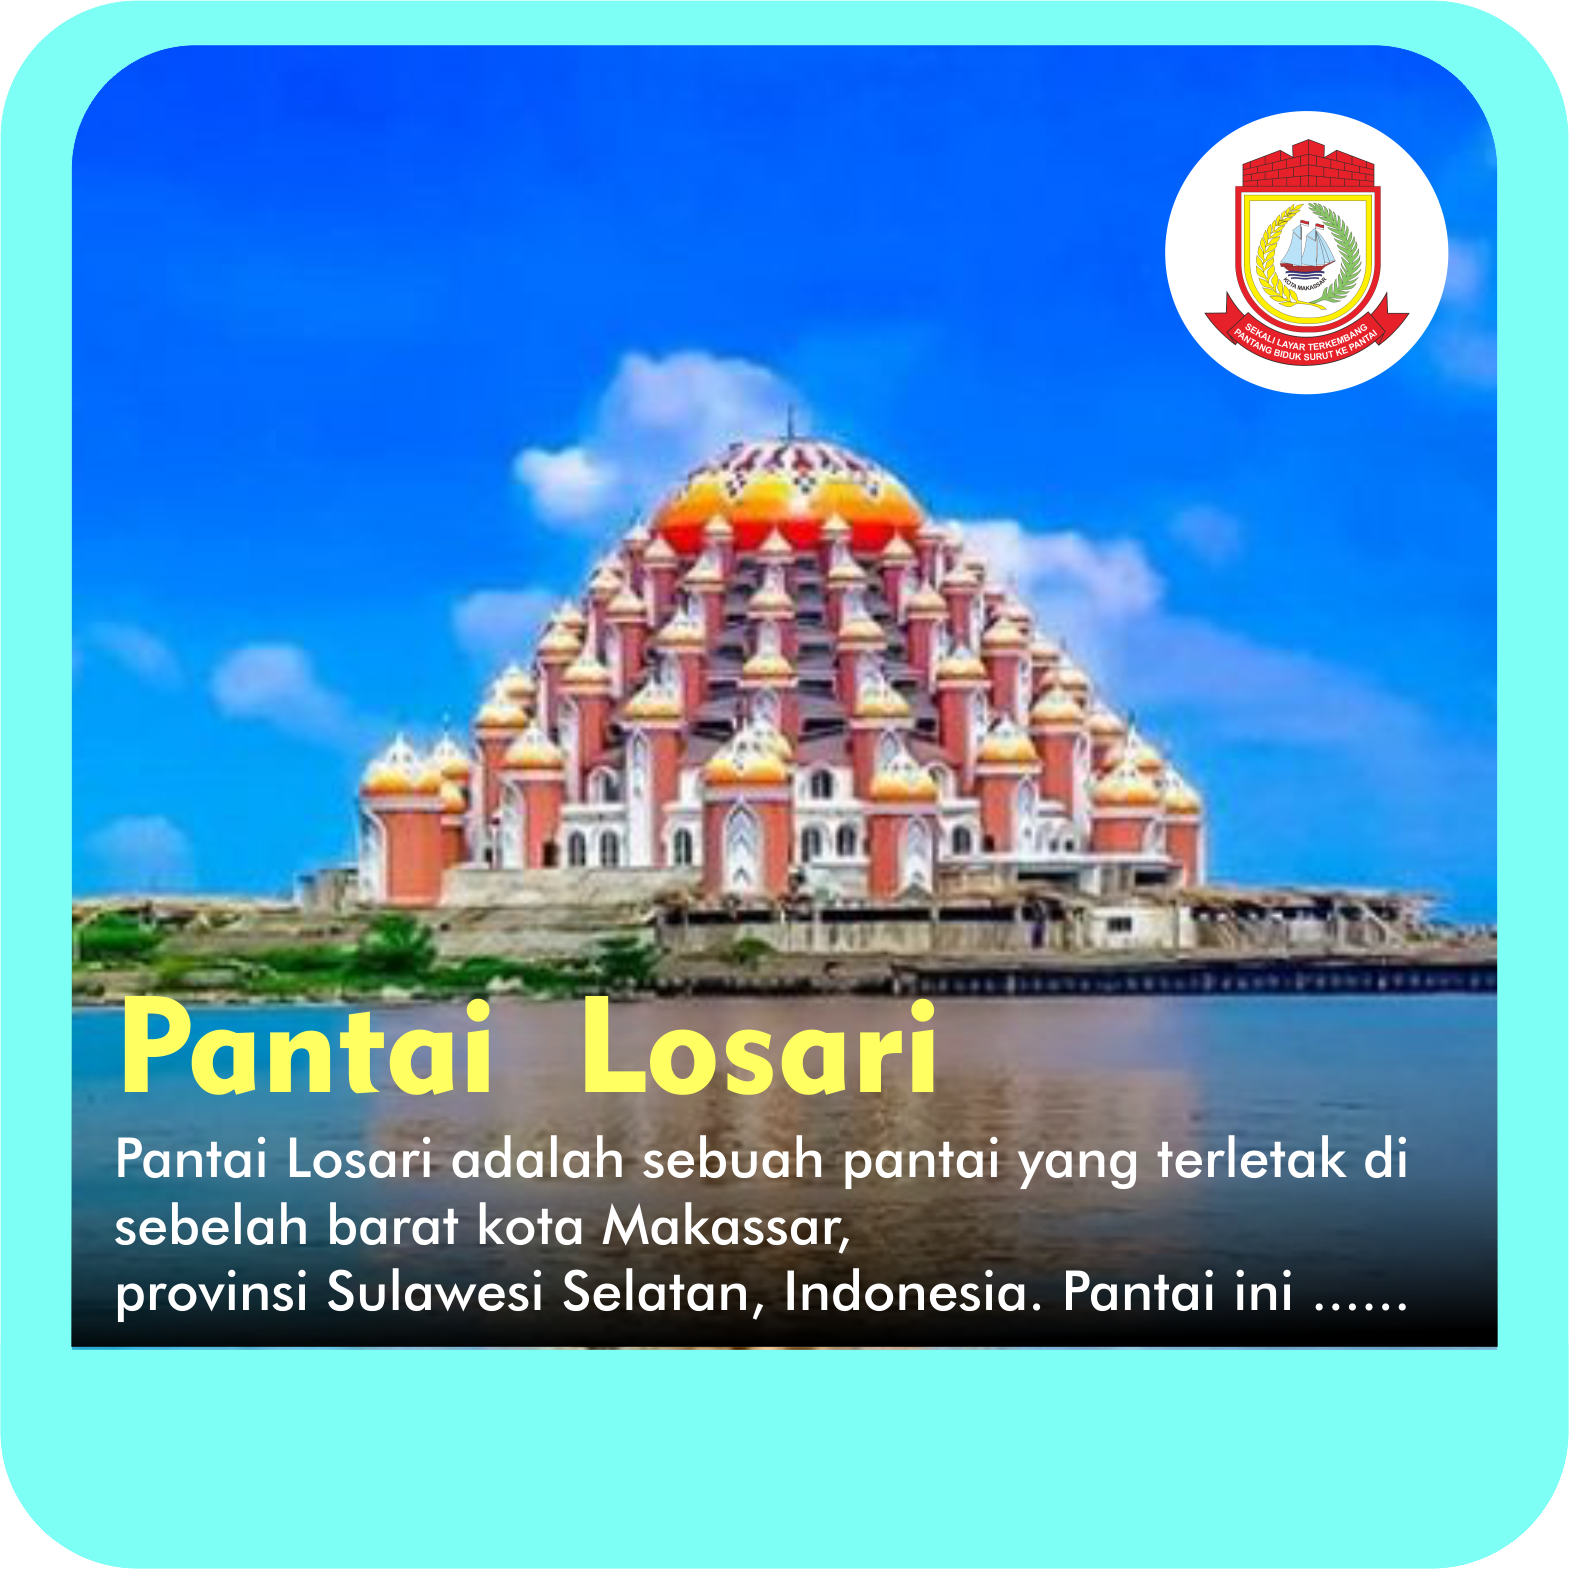 KOTA MAKASSAR
SEKALI LAYAR TERKEMBANG
PANTANG BIDUK SURUT KE PANTAI
Pantai Losari
Pantai Losari adalah sebuah pantai yang terletak di
sebelah barat kota Makassar,
provinsi Sulawesi Selatan, Indonesia. Pantai ini ......